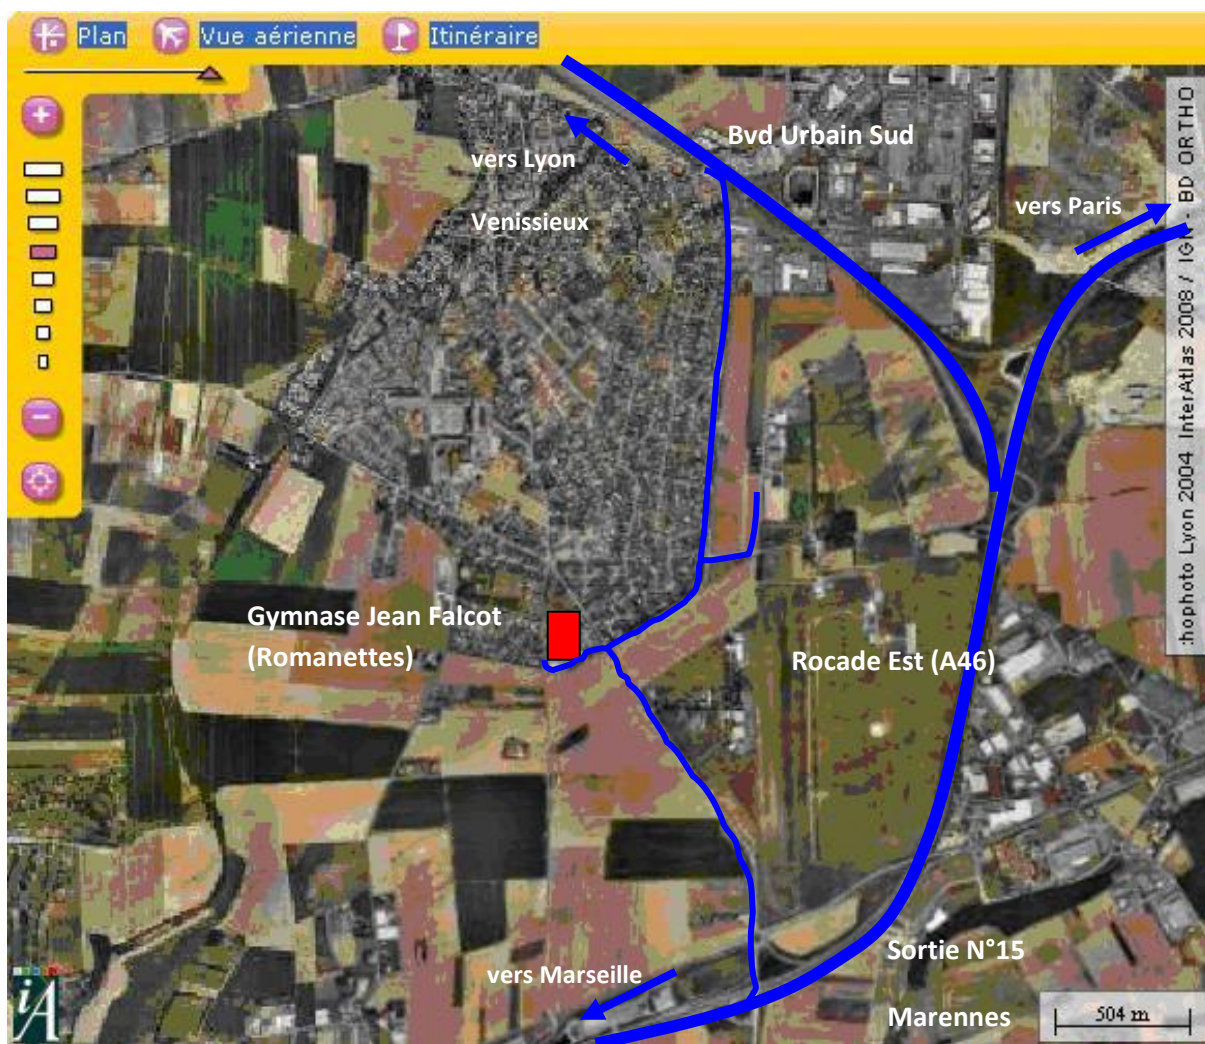 Plan
Vue aérienne
Itinéraire
Bvd Urbain Sud
vers Lyon
vers Paris
Venissieux
Gymnase Jean Falcot
(Romanettes)
Rocade Est (A46)
Sortie N°15
vers Marseille
Marennes
504 m
iA
:hophoto Lyon 2004 InterAtlas 2008 / IGN - BD ORTHO